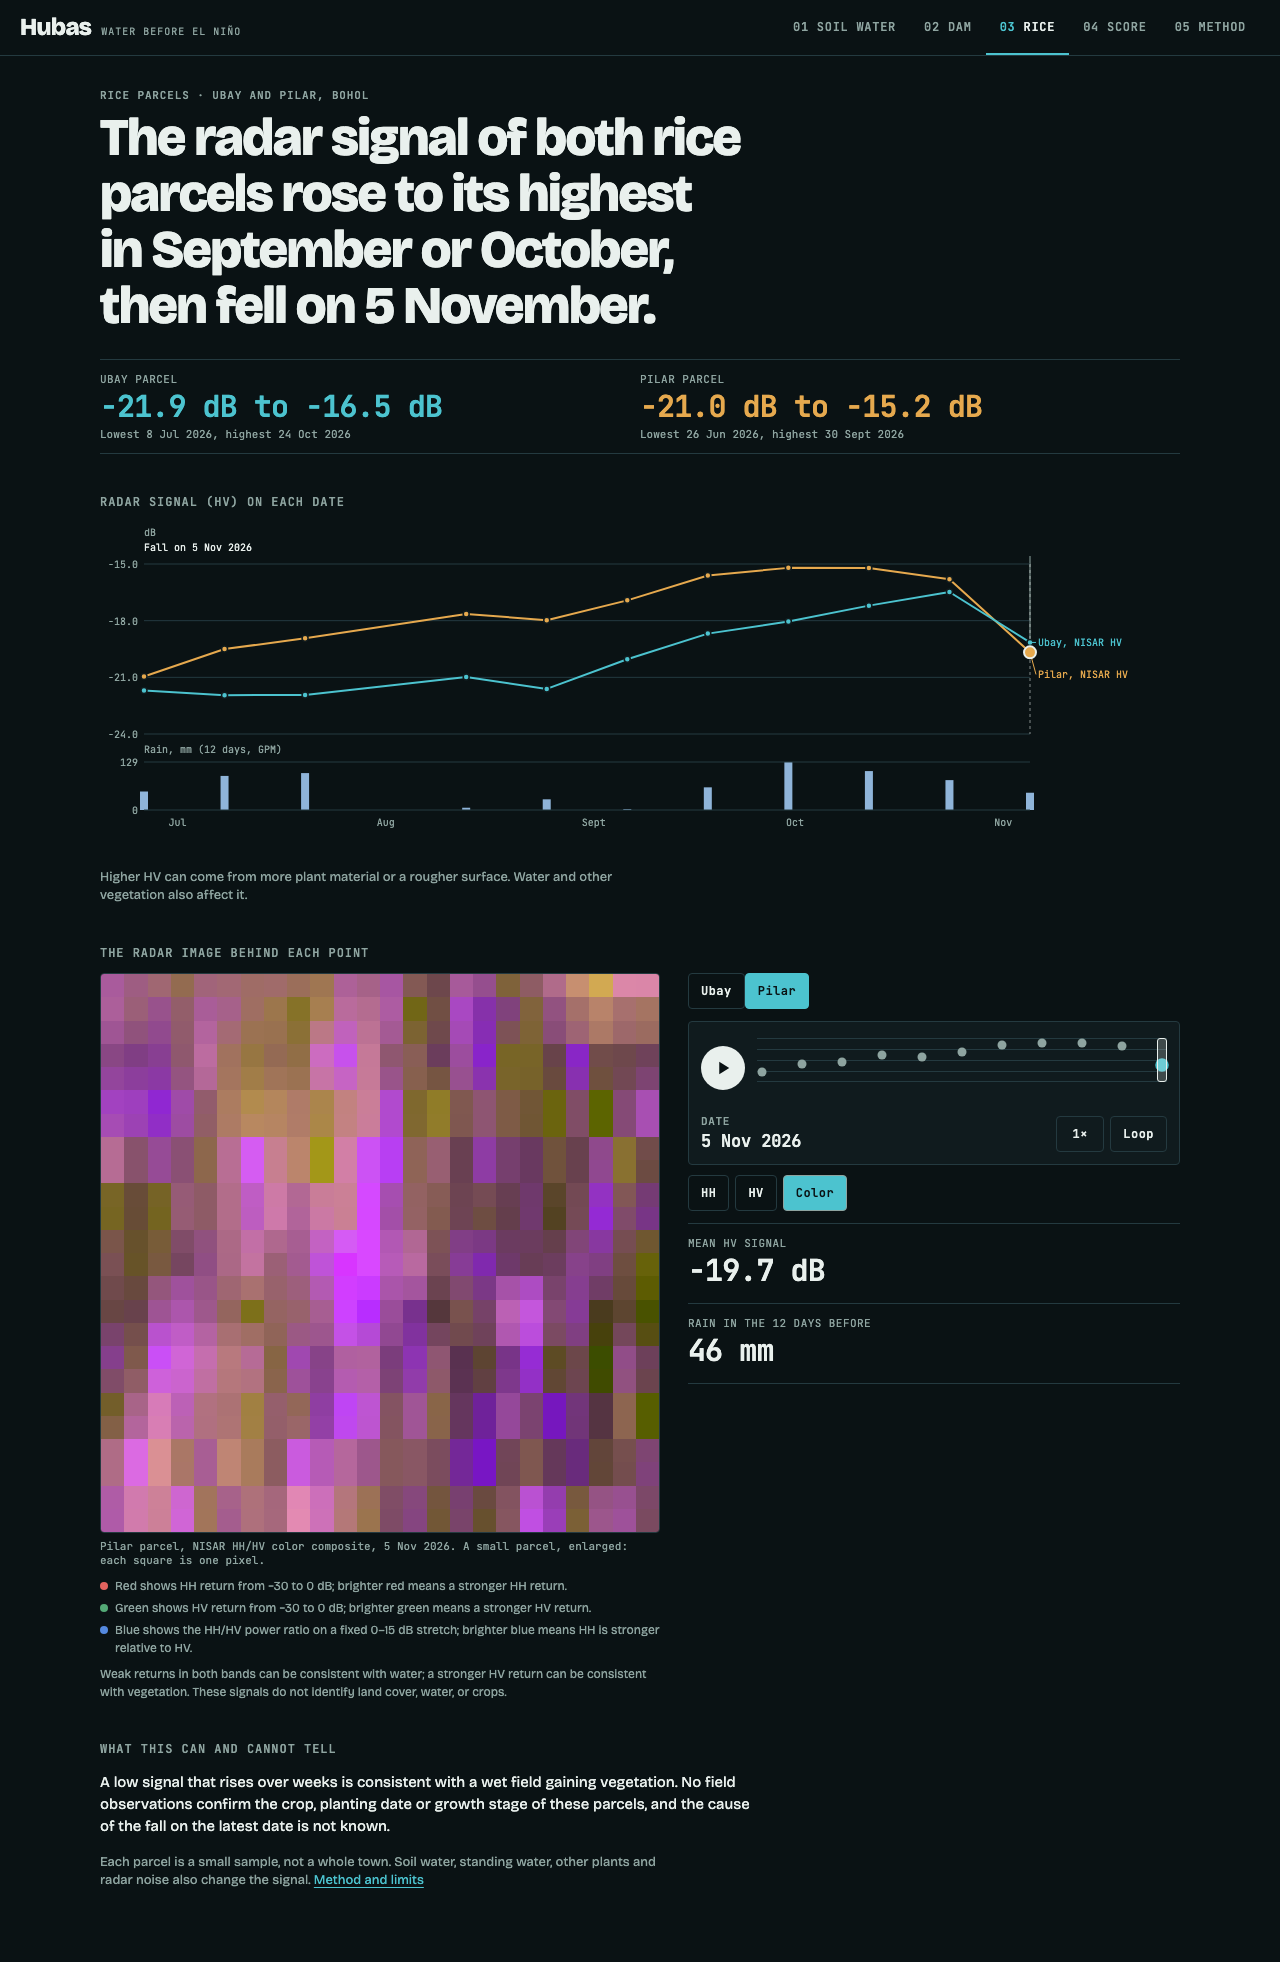 Hubas WATER BEFORE EL NIÑO
01 SOIL WATER 02 DAM 03 RICE 04 SCORE 05 METHOD
RICE PARCELS · UBAY AND PILAR, BOHOL
The radar signal of both rice
parcels rose to its highest
in September or October,
then fell on 5 November.
UBAY PARCEL
-21.9 dB to -16.5 dB
Lowest 8 Jul 2026, highest 24 Oct 2026
PILAR PARCEL
-21.0 dB to -15.2 dB
Lowest 26 Jun 2026, highest 30 Sept 2026
RADAR SIGNAL (HV) ON EACH DATE
dB
Fall on 5 Nov 2026
-15.0
-18.0
-21.0
-24.0
Ubay, NISAR HV
Pilar, NISAR HV
Rain, mm (12 days, GPM)
129
0
Jul Aug Sept Oct Nov
Higher HV can come from more plant material or a rougher surface. Water and other
vegetation also affect it.
THE RADAR IMAGE BEHIND EACH POINT
Ubay Pilar
DATE
5 Nov 2026
1× Loop
HH HV Color
MEAN HV SIGNAL
-19.7 dB
RAIN IN THE 12 DAYS BEFORE
46 mm
Pilar parcel, NISAR HH/HV color composite, 5 Nov 2026. A small parcel, enlarged:
each square is one pixel.
Red shows HH return from -30 to 0 dB; brighter red means a stronger HH return.
Green shows HV return from -30 to 0 dB; brighter green means a stronger HV return.
Blue shows the HH/HV power ratio on a fixed 0–15 dB stretch; brighter blue means HH is stronger
relative to HV.
Weak returns in both bands can be consistent with water; a stronger HV return can be consistent
with vegetation. These signals do not identify land cover, water, or crops.
WHAT THIS CAN AND CANNOT TELL
A low signal that rises over weeks is consistent with a wet field gaining vegetation. No field
observations confirm the crop, planting date or growth stage of these parcels, and the cause
of the fall on the latest date is not known.
Each parcel is a small sample, not a whole town. Soil water, standing water, other plants and
radar noise also change the signal. Method and limits